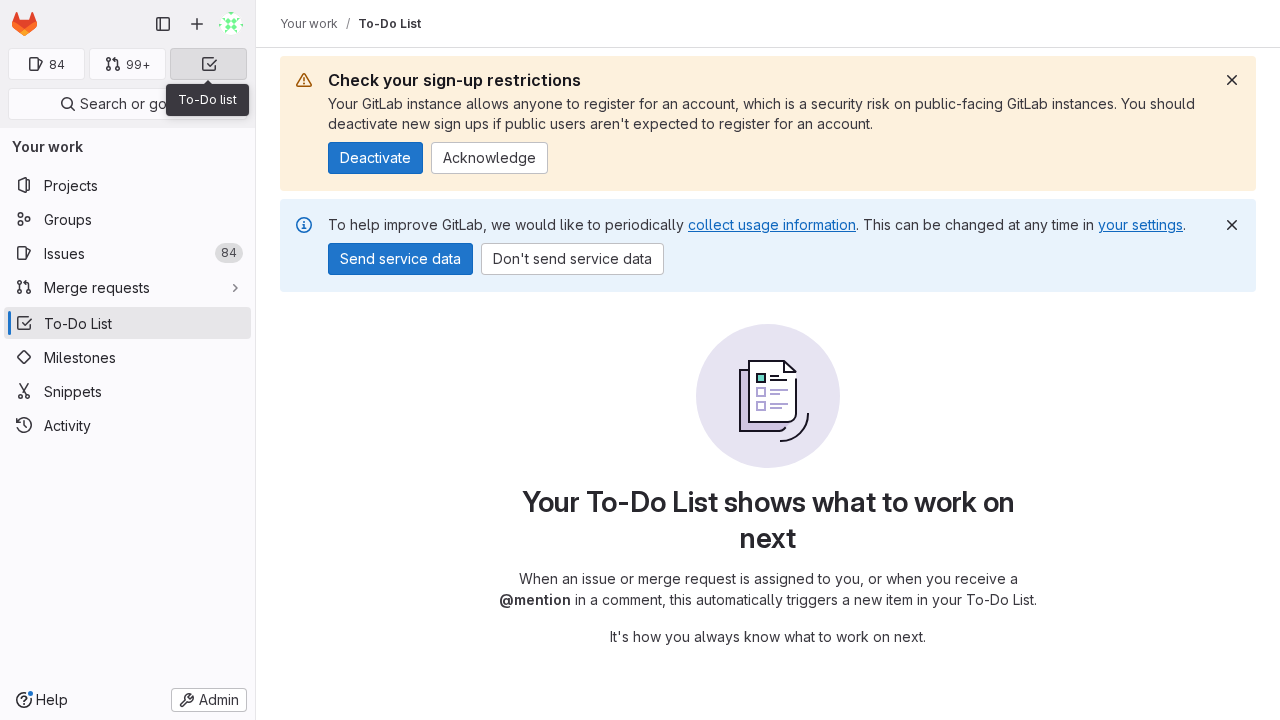 84
99+
To-Do list
Search or go
Your work
Projects
Groups
Issues
84
Merge requests
To-Do List
Milestones
Snippets
Activity
Help
Admin
Your work / To-Do List
Check your sign-up restrictions
Your GitLab instance allows anyone to register for an account, which is a security risk on public-facing GitLab instances. You should
deactivate new sign ups if public users aren't expected to register for an account.
Deactivate
Acknowledge
To help improve GitLab, we would like to periodically collect usage information. This can be changed at any time in your settings.
Send service data
Don't send service data
Your To-Do List shows what to work on
next
When an issue or merge request is assigned to you, or when you receive a
@mention in a comment, this automatically triggers a new item in your To-Do List.
It's how you always know what to work on next.